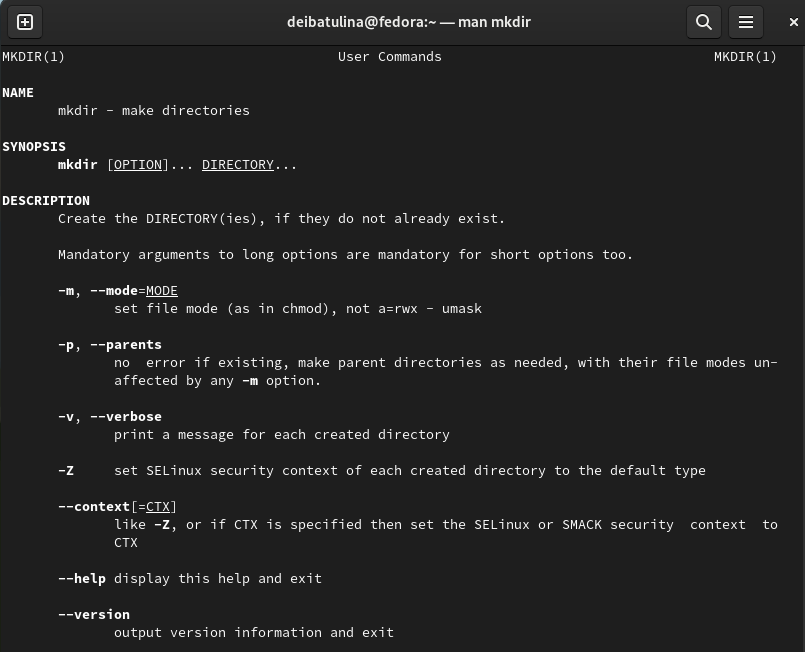 deibatulina@fedora:~ — man mkdir
MKDIR(1) User Commands MKDIR(1)
NAME
mkdir - make directories
SYNOPSIS
mkdir [OPTION]... DIRECTORY...
DESCRIPTION
Create the DIRECTORY(ies), if they do not already exist.
Mandatory arguments to long options are mandatory for short options too.
-m, --mode=MODE
set file mode (as in chmod), not a=rwx - umask
-p, --parents
no  error if existing, make parent directories as needed, with their file modes un-
affected by any -m option.
-v, --verbose
print a message for each created directory
-Z set SELinux security context of each created directory to the default type
--context[=CTX]
like -Z, or if CTX is specified then set the SELinux or SMACK security  context  to
CTX
--help display this help and exit
--version
output version information and exit